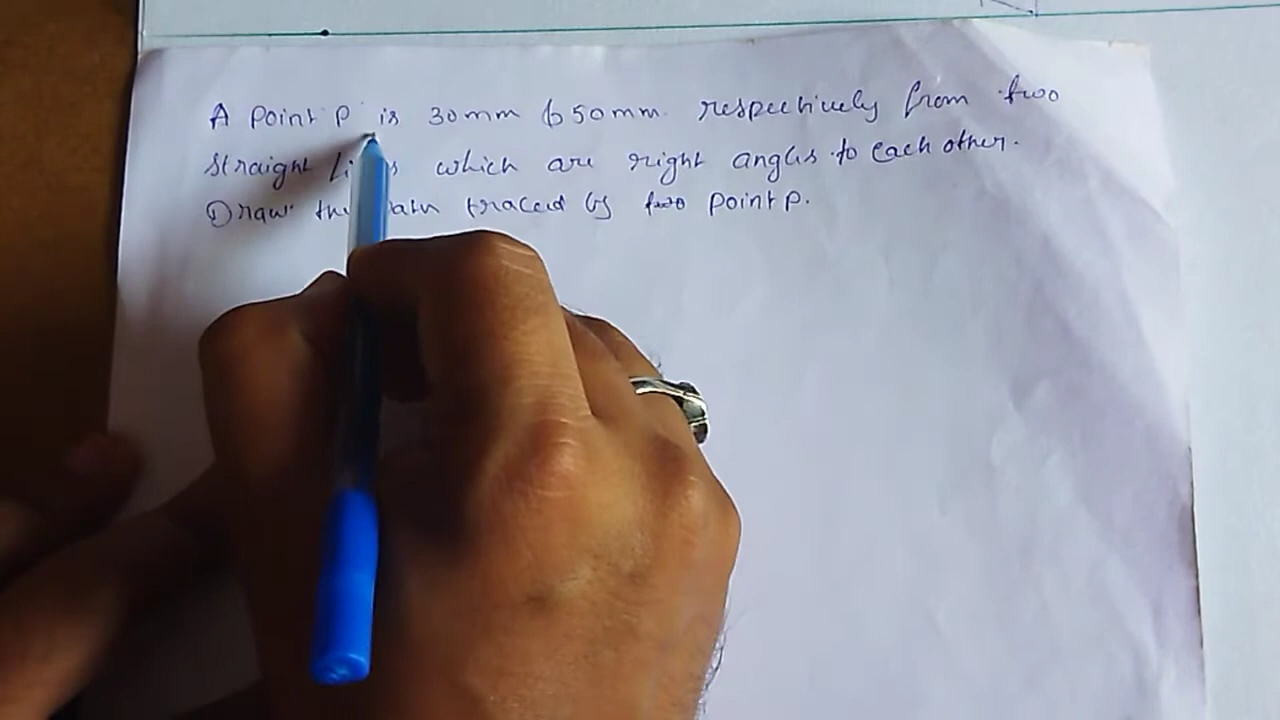 A point P is 30mm & 50mm respectively from two
straight which are right angles to each other.
Draw traced by two point P.